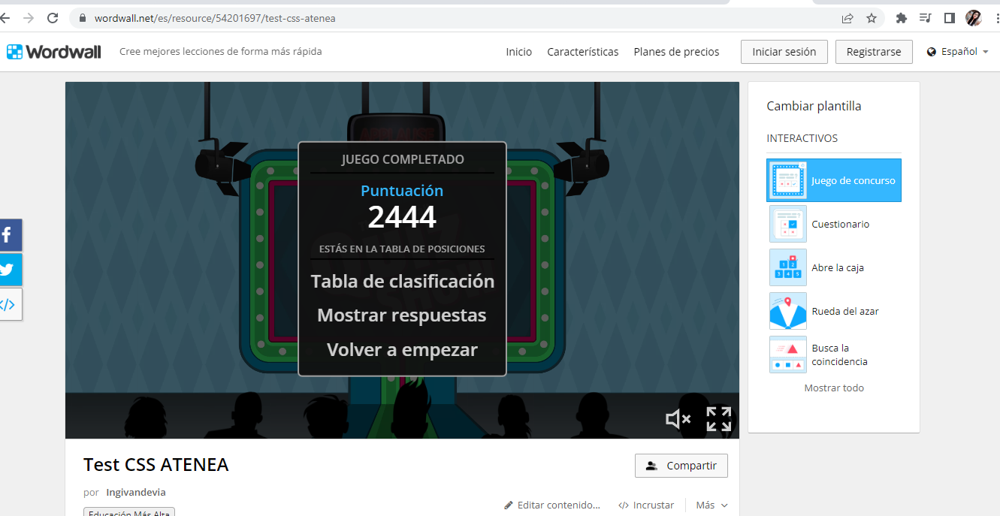 wordwall.net/es/resource/54201697/test-css-atenea
Wordwall
Cree mejores lecciones de forma más rápida
Inicio
Características
Planes de precios
Iniciar sesión
Registrarse
Español
JUEGO COMPLETADO
Puntuación
2444
ESTÁS EN LA TABLA DE POSICIONES
Tabla de clasificación
Mostrar respuestas
Volver a empezar
Cambiar plantilla
INTERACTIVOS
Juego de concurso
Cuestionario
Abre la caja
Rueda del azar
Busca la
coincidencia
Mostrar todo
Test CSS ATENEA
Compartir
por Ingivandevia
Editar contenido...
Incrustar
Más
Educación Más Alta